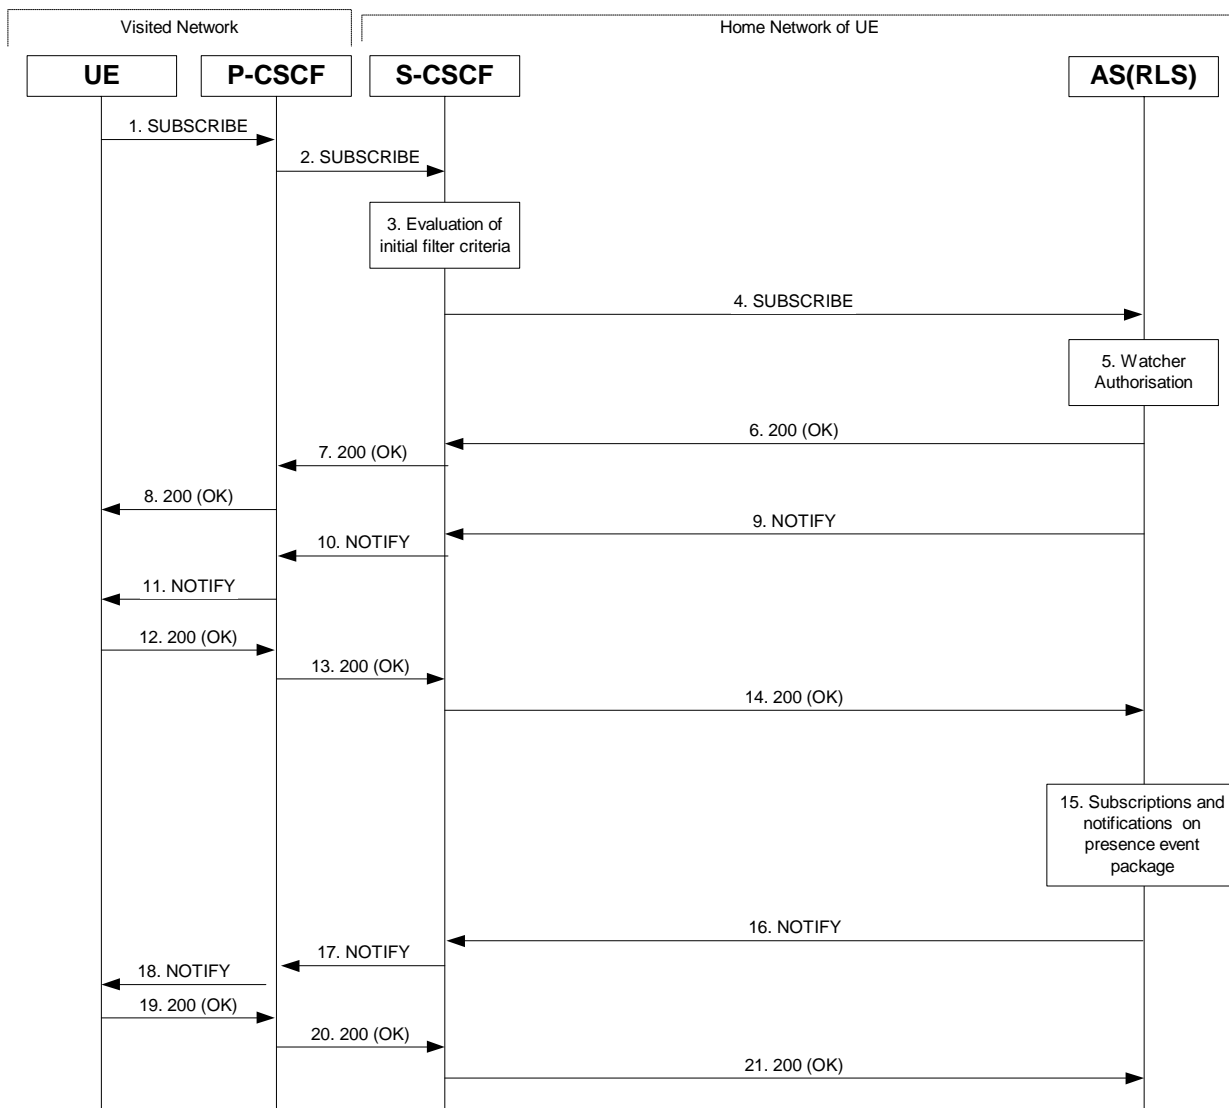 Visited Network
Home Network of UE
UE
P-CSCF
S-CSCF
AS(RLS)
1. SUBSCRIBE
2. SUBSCRIBE
3. Evaluation of
initial filter criteria
4. SUBSCRIBE
5. Watcher
Authorisation
6. 200 (OK)
7. 200 (OK)
8. 200 (OK)
9. NOTIFY
10. NOTIFY
11. NOTIFY
12. 200 (OK)
13. 200 (OK)
14. 200 (OK)
15. Subscriptions and
notifications on
presence event
package
16. NOTIFY
17. NOTIFY
18. NOTIFY
19. 200 (OK)
20. 200 (OK)
21. 200 (OK)